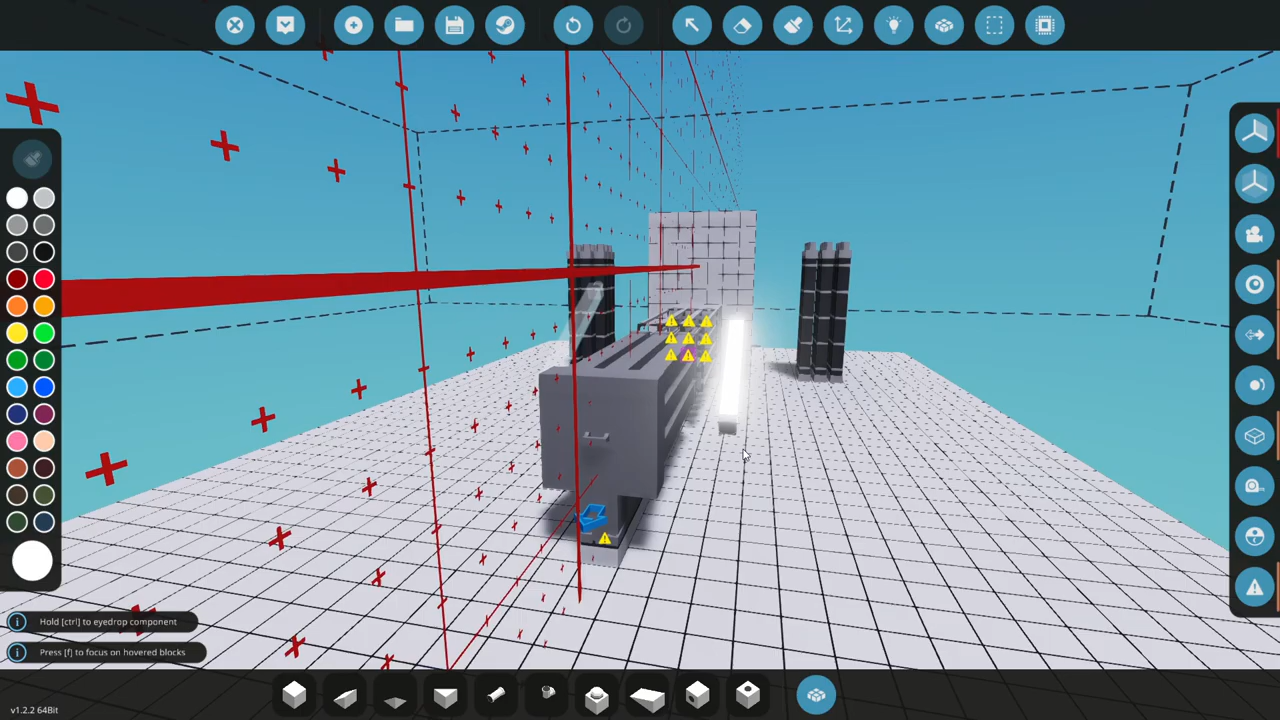 Hold [ctrl] to eyedrop component
Press [f] to focus on hovered blocks
v1.2.2 64Bit